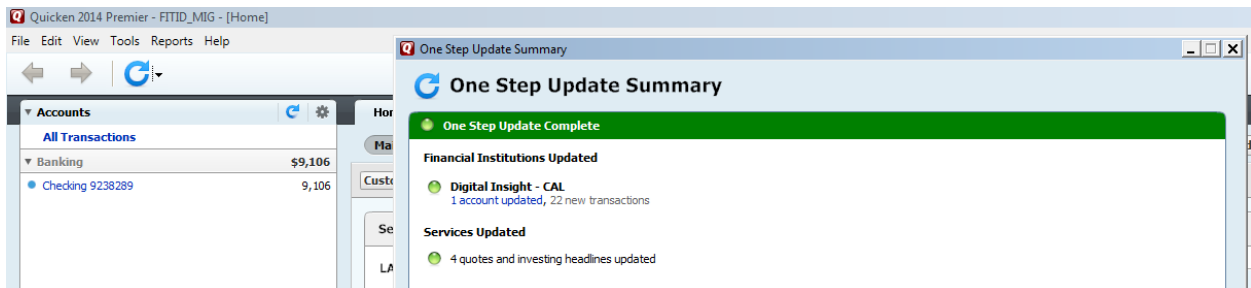 Quicken 2014 Premier - FITID_MIG - [Home]
File Edit View Tools Reports Help
Accounts
All Transactions
Banking $9,106
Checking 9238289 9,106
One Step Update Summary
One Step Update Summary
One Step Update Complete
Financial Institutions Updated
Digital Insight - CAL
1 account updated, 22 new transactions
Services Updated
4 quotes and investing headlines updated